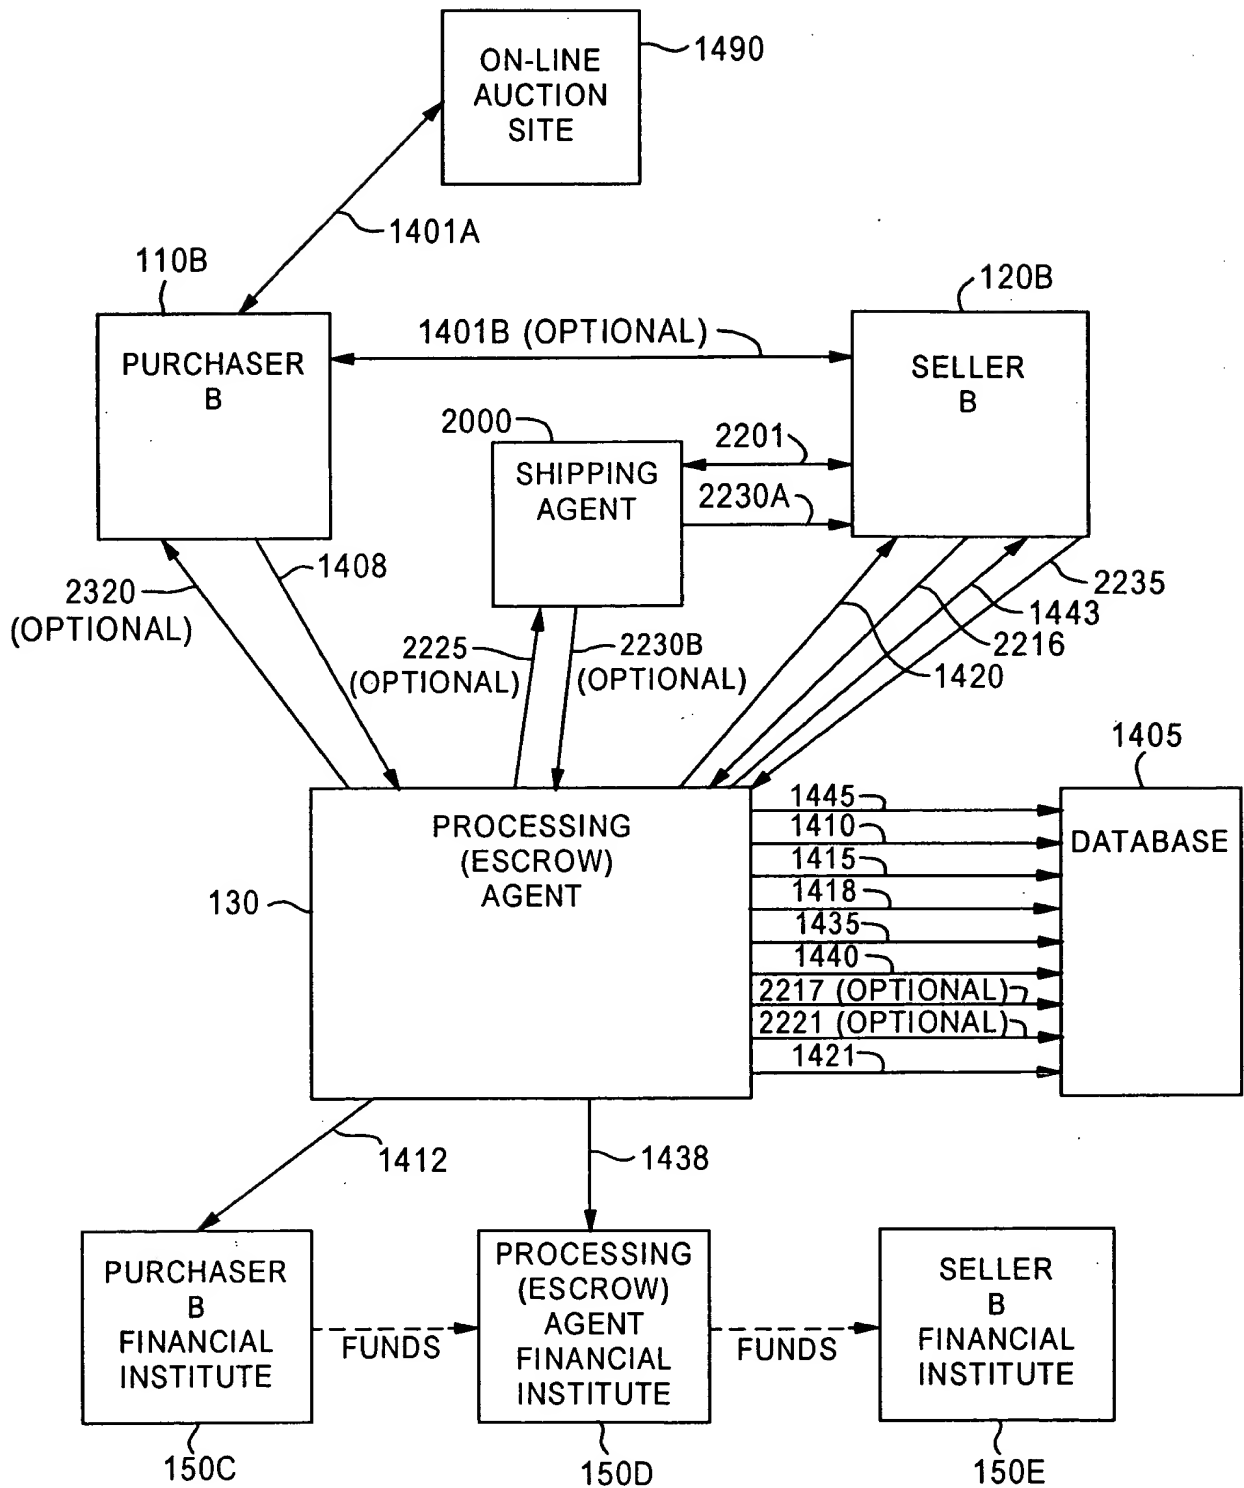 ON-LINE
AUCTION
SITE
1490
1401A
110B
120B
PURCHASER
B
1401B (OPTIONAL)
SELLER
B
2000
SHIPPING
AGENT
2201
2230A
2320
(OPTIONAL)
1408
2225
(OPTIONAL)
2230B
(OPTIONAL)
2235
1443
2216
1420
1405
DATABASE
PROCESSING
(ESCROW)
AGENT
130
1445
1410
1415
1418
1435
1440
2217 (OPTIONAL)
2221 (OPTIONAL)
1421
1412
1438
PURCHASER
B
FINANCIAL
INSTITUTE
FUNDS
PROCESSING
(ESCROW)
AGENT
FINANCIAL
INSTITUTE
FUNDS
SELLER
B
FINANCIAL
INSTITUTE
150C
150D
150E